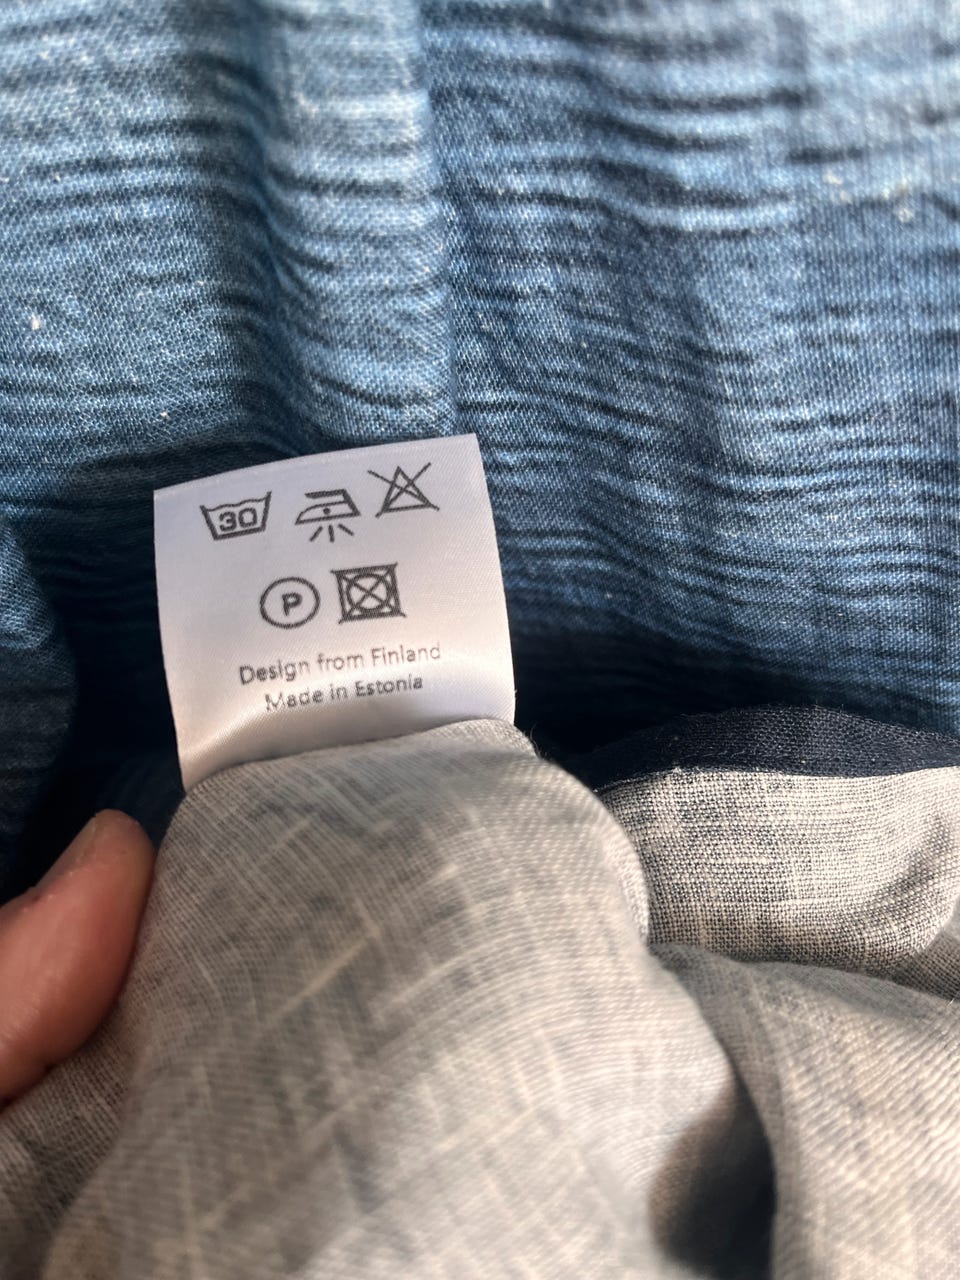 30
P
Design from Finland
Made in Estonia